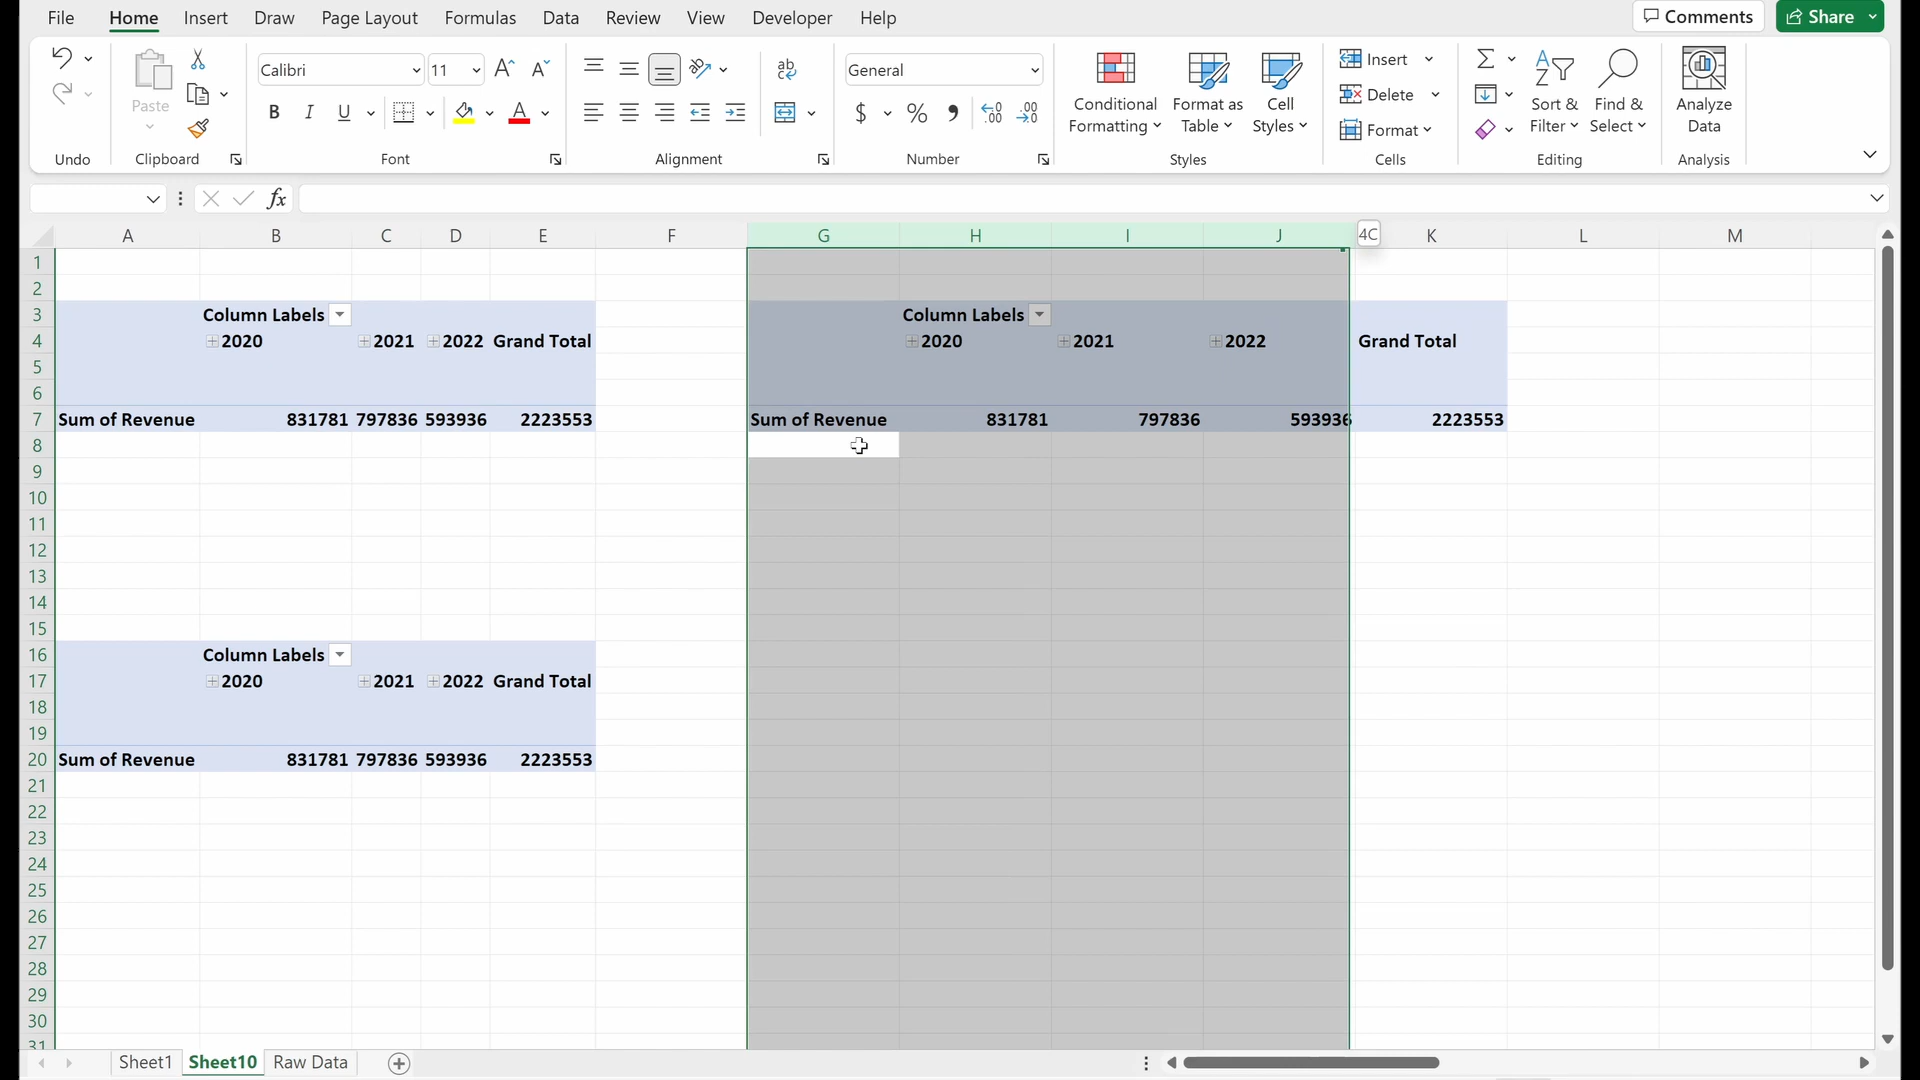 File Home Insert Draw Page Layout Formulas Data Review View Developer Help Comments Share
Calibri 11 General Insert
Paste Delete
B I U A $ % Conditional Formatting Format as Table Cell Styles Format Sort & Filter Find & Select Analyze Data
Undo Clipboard Font Alignment Number Styles Cells Editing Analysis
fx
A B C D E F G H I J 4C K L M
1
2
3 Column Labels Column Labels
4 2020 2021 2022 Grand Total 2020 2021 2022 Grand Total
5
6
7 Sum of Revenue 831781 797836 593936 2223553 Sum of Revenue 831781 797836 593936 2223553
8
9
10
11
12
13
14
15
16 Column Labels
17 2020 2021 2022 Grand Total
18
19
20 Sum of Revenue 831781 797836 593936 2223553
21
22
23
24
25
26
27
28
29
30
31
Sheet1 Sheet10 Raw Data